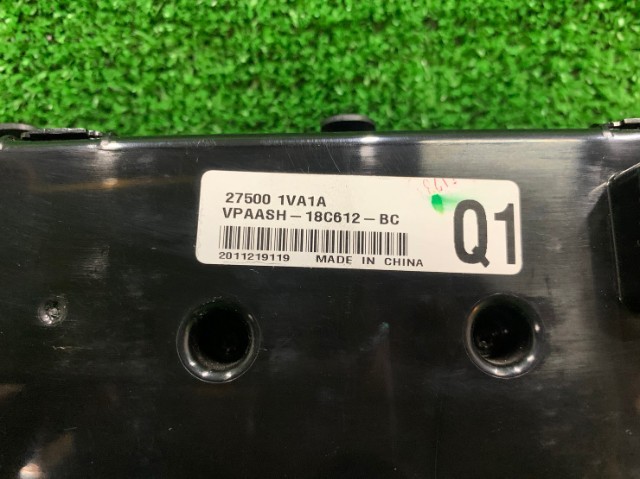 27500 1VA1A
VPAASH-18C612-BC
Q1
2011219119 MADE IN CHINA